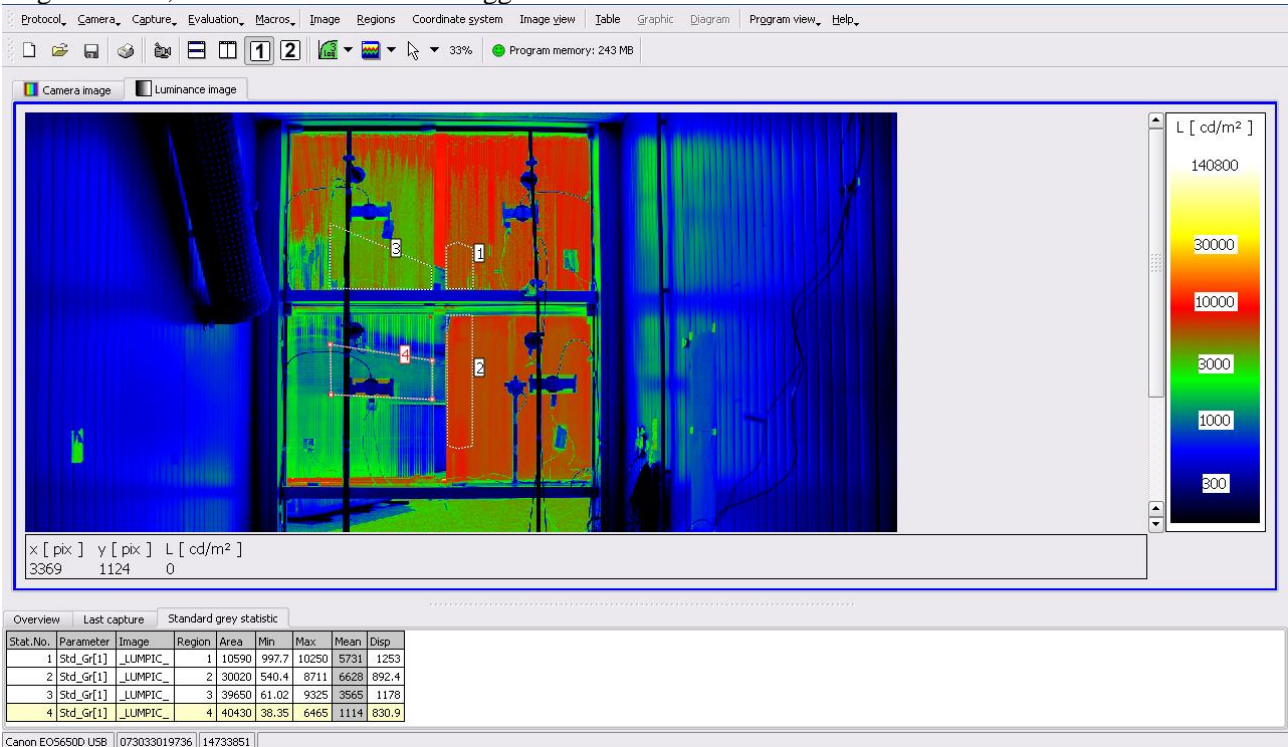 Protocol Camera Capture Evaluation Macros Image Regions Coordinate system Image view Table Graphic Diagram Program view Help
1 2 33% Program memory: 243 MB
Camera image Luminance image
L [ cd/m² ]
140800
30000
10000
3000
1000
300
3 1
4 2
x [ pix ] y [ pix ] L [ cd/m² ]
3369 1124 0
Overview Last capture Standard grey statistic
Stat.No. Parameter Image Region Area Min Max Mean Disp
1 Std_Gr[1] _LUMPIC_ 1 10590 997.7 10250 5731 1253
2 Std_Gr[1] _LUMPIC_ 2 30020 540.4 8711 6628 892.4
3 Std_Gr[1] _LUMPIC_ 3 39650 61.02 9325 3565 1178
4 Std_Gr[1] _LUMPIC_ 4 40430 38.35 6465 1114 830.9
Canon EOS650D USB 073033019736 14733851